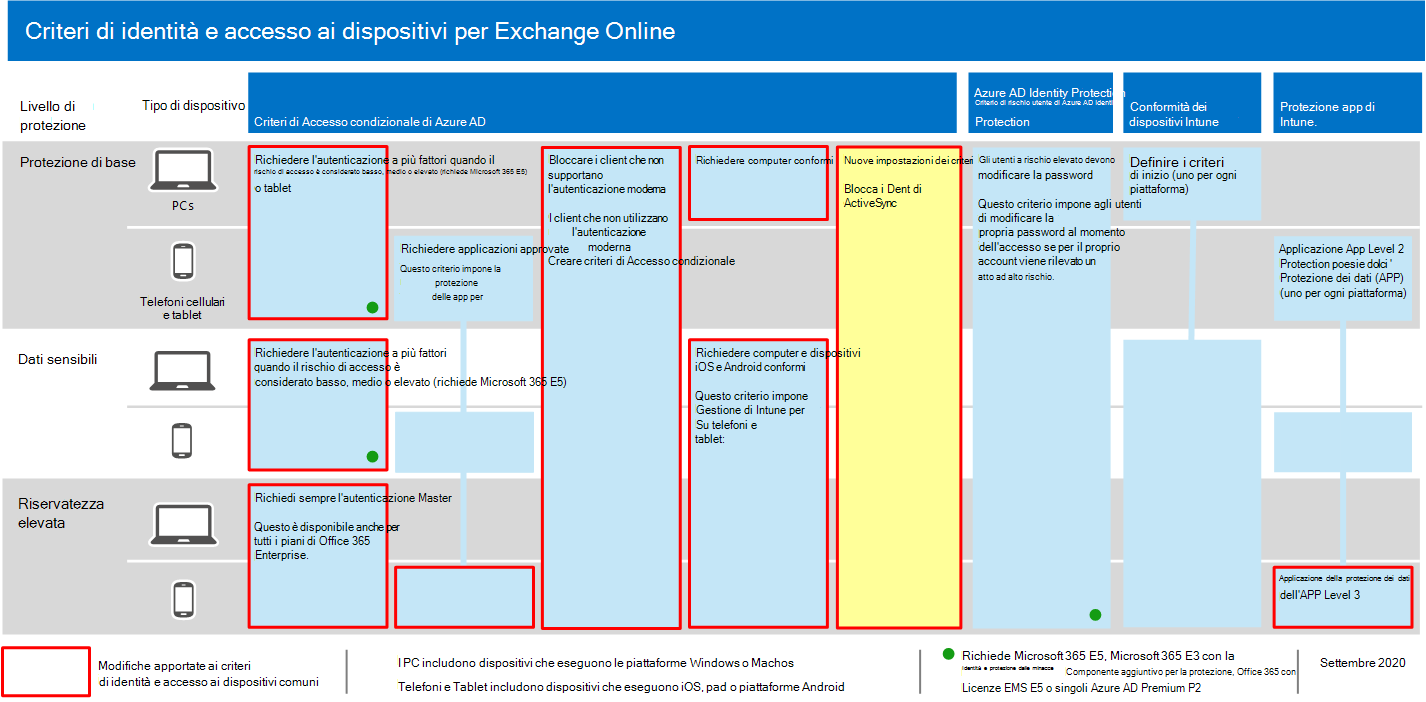 Criteri di identità e accesso ai dispositivi per Exchange Online
Livello di
protezione
Tipo di dispositivo
Criteri di Accesso condizionale di Azure AD
Azure AD Identity Protection
Criterio di rischio utente di Azure AD Identi
Protection
Conformità dei
dispositivi Intune
Protezione app di
Intune.
Protezione di base
PCs
Telefoni cellulari
e tablet
Richiedere l'autenticazione a più fattori quando il
rischio di accesso è considerato basso, medio o elevato (richiede Microsoft 365 E5)
o tablet
Richiedere applicazioni approvate
Questo criterio impone la
protezione
delle app per
Bloccare i client che non
supportano
l'autenticazione moderna
I client che non utilizzano
l'autenticazione
moderna
Creare criteri di Accesso condizionale
Richiedere computer conformi
Nuove impostazioni dei criteri
Blocca i Dent di
ActiveSync
Gli utenti a rischio elevato devono
modificare la password
Questo criterio impone agli utenti
di modificare la
propria password al momento
dell'accesso se per il proprio
account viene rilevato un
atto ad alto rischio.
Definire i criteri
di inizio (uno per ogni
piattaforma)
Applicazione App Level 2
Protection poesie dolci '
Protezione dei dati (APP)
(uno per ogni piattaforma)
Dati sensibili
Richiedere l'autenticazione a più fattori
quando il rischio di accesso è
considerato basso, medio o elevato (richiede Microsoft 365 E5)
Richiedere computer e dispositivi
iOS e Android conformi
Questo criterio impone
Gestione di Intune per
Su telefoni e
tablet:
Riservatezza
elevata
Richiedi sempre l'autenticazione Master
Questo è disponibile anche per
tutti i piani di Office 365
Enterprise.
Applicazione della protezione dei dati
dell'APP Level 3
Modifiche apportate ai criteri
di identità e accesso ai dispositivi comuni
I PC includono dispositivi che eseguono le piattaforme Windows o Machos
Telefoni e Tablet includono dispositivi che eseguono iOS, pad o piattaforme Android
Richiede Microsoft 365 E5, Microsoft 365 E3 con la
Identità e protezione dalle minacce
Componente aggiuntivo per la protezione, Office 365 con
Licenze EMS E5 o singoli Azure AD Premium P2
Settembre 2020